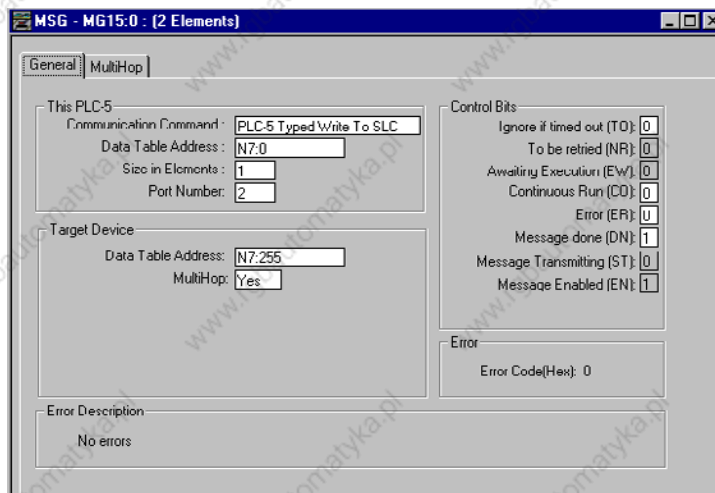 MSG - MG15:0 : (2 Elements)
General MultiHop
This PLC-5
Communication Command : PLC-5 Typed Write To SLC
Data Table Address : N7:0
Size in Elements : 1
Port Number: 2
Target Device
Data Table Address: N7:255
MultiHop: Yes
Control Bits
Ignore if timed out (TO): 0
To be retried (NR): 0
Awaiting Execution (EW): 0
Continuous Run (CO): 0
Error (ER): 0
Message done (DN): 1
Message Transmitting (ST): 0
Message Enabled (EN): 1
Error
Error Code(Hex): 0
Error Description
No errors
www.rgbautomatyka.pl